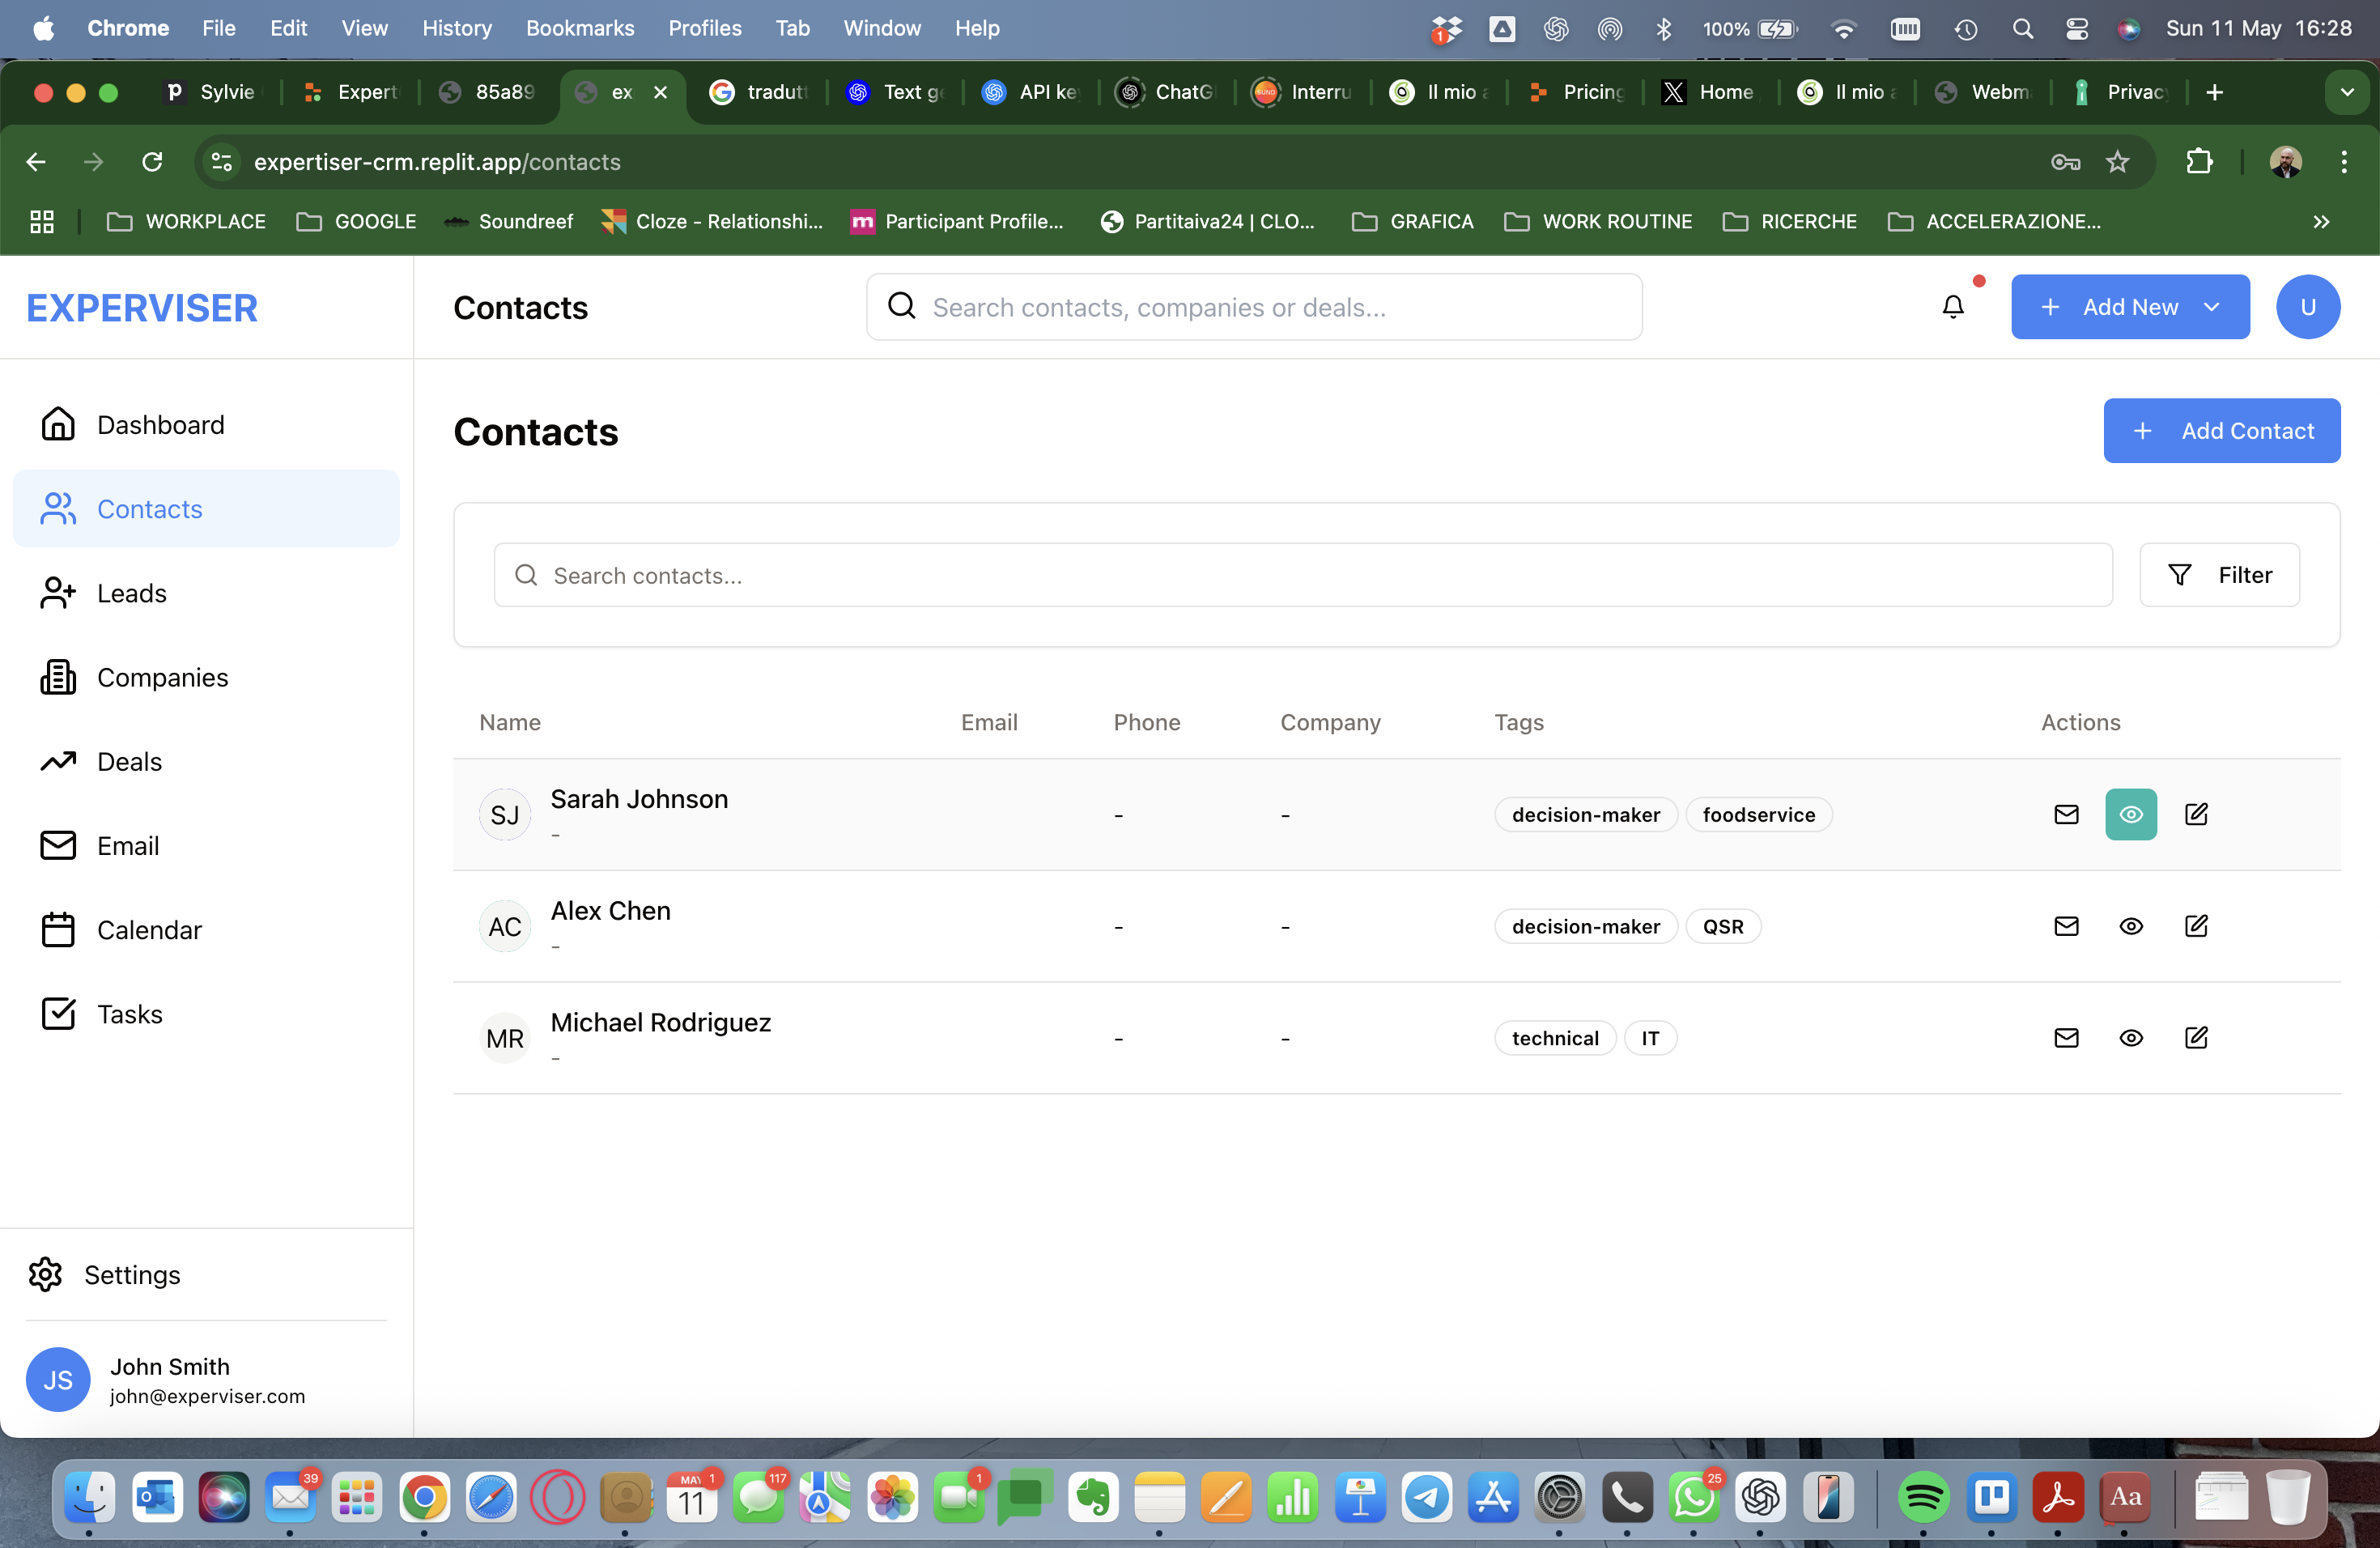 Chrome File Edit View History Bookmarks Profiles Tab Window Help 1 100% Sun 11 May 16:28
Sylvie Expert 85a89 ex tradutt Text ge API key ChatG Interru Il mio a Pricing Home Il mio a Webma Privac
expertiser-crm.replit.app/contacts
WORKPLACE GOOGLE Soundreef Cloze - Relationshi... Participant Profile... Partitaiva24 | CLO... GRAFICA WORK ROUTINE RICERCHE ACCELERAZIONE...
EXPERVISER
Contacts
Search contacts, companies or deals...
Add New
U
Dashboard
Contacts
Leads
Companies
Deals
Email
Calendar
Tasks
Settings
JS
John Smith
john@experviser.com
Contacts
Add Contact
Search contacts...
Filter
Name Email Phone Company Tags Actions
SJ Sarah Johnson - - decision-maker foodservice
-
AC Alex Chen - - decision-maker QSR
-
MR Michael Rodriguez - - technical IT
-
39 MAY 11 1 117 1 25 Aa